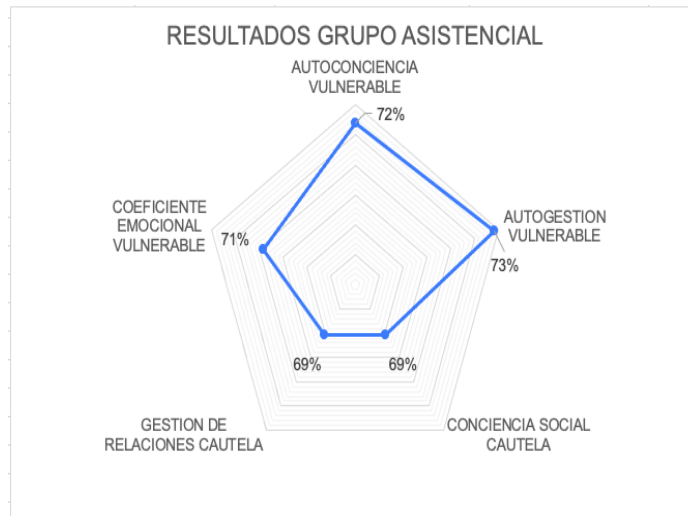 RESULTADOS GRUPO ASISTENCIAL
AUTOCONCIENCIA
VULNERABLE
72%
COEFICIENTE
EMOCIONAL
VULNERABLE
71%
AUTOGESTION
VULNERABLE
73%
69%
69%
GESTION DE
RELACIONES CAUTELA
CONCIENCIA SOCIAL
CAUTELA